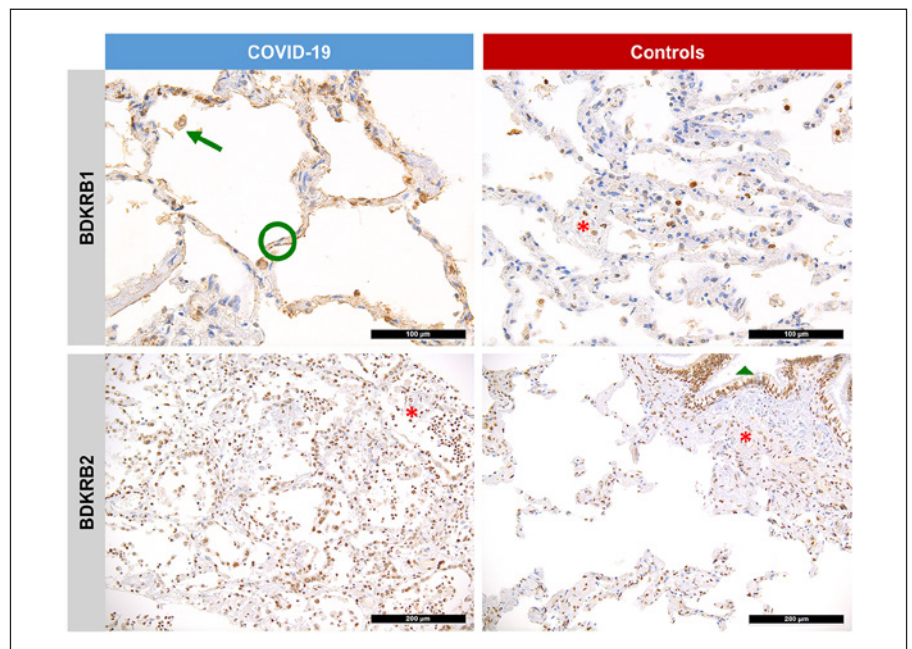 COVID-19 Controls
BDKRB1
100 µm 100 µm
BDKRB2
200 µm 200 µm